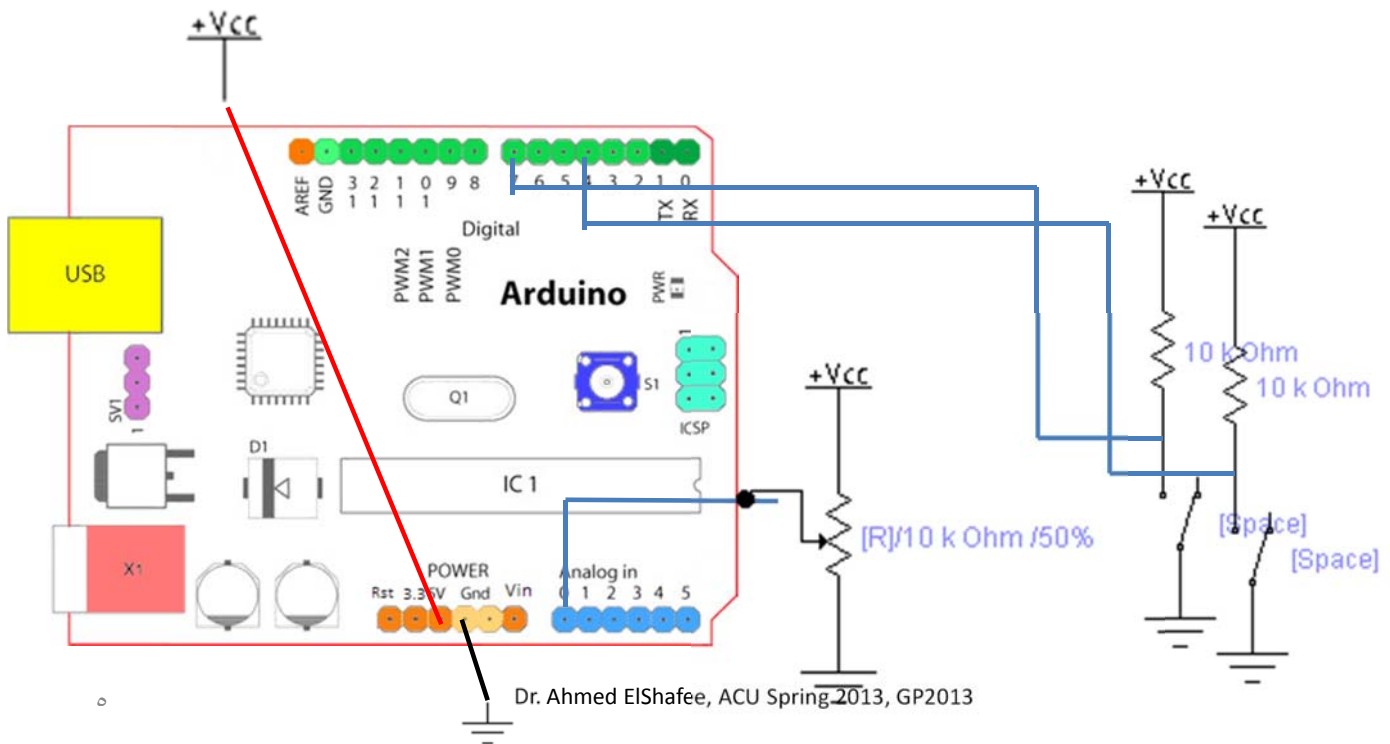 +Vcc
AREF
GND
3
1
2
1
1
1
0
1
9
8
7
6
5
4
3
2
1
0
TX
RX
Digital
PWM2
PWM1
PWM0
Arduino
PWR
1
USB
SV1
1
Q1
S1
ICSP
D1
IC 1
X1
POWER
Rst 3.3 5V Gnd Vin
Analog in
0 1 2 3 4 5
+Vcc
[R]/10 k Ohm /50%
+Vcc
+Vcc
10 k Ohm
10 k Ohm
[Space]
[Space]
Dr. Ahmed ElShafee, ACU Spring 2013, GP2013